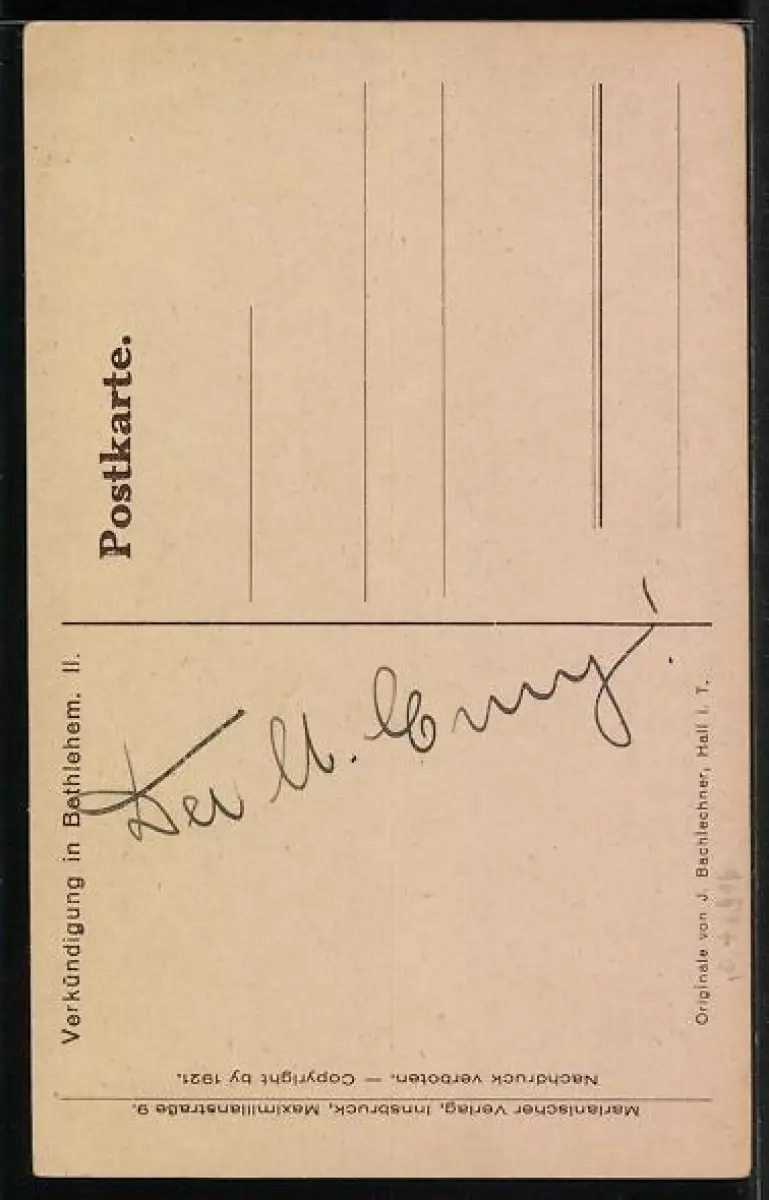 Postkarte.
Verkündigung in Bethlehem. II.
Der
Originale von J. Bachlechner, Hall i. T.
Nachdruck verboten. — Copyright by 1921.
Marianischer Verlag, Innsbruck, Maximilianstraße 9.